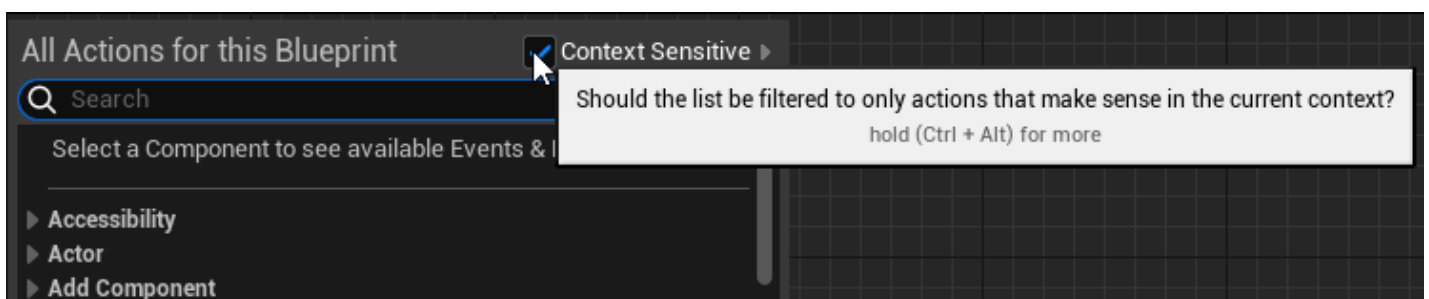 All Actions for this Blueprint
Context Sensitive
Should the list be filtered to only actions that make sense in the current context?
hold (Ctrl + Alt) for more
Search
Select a Component to see available Events &
Accessibility
Actor
Add Component